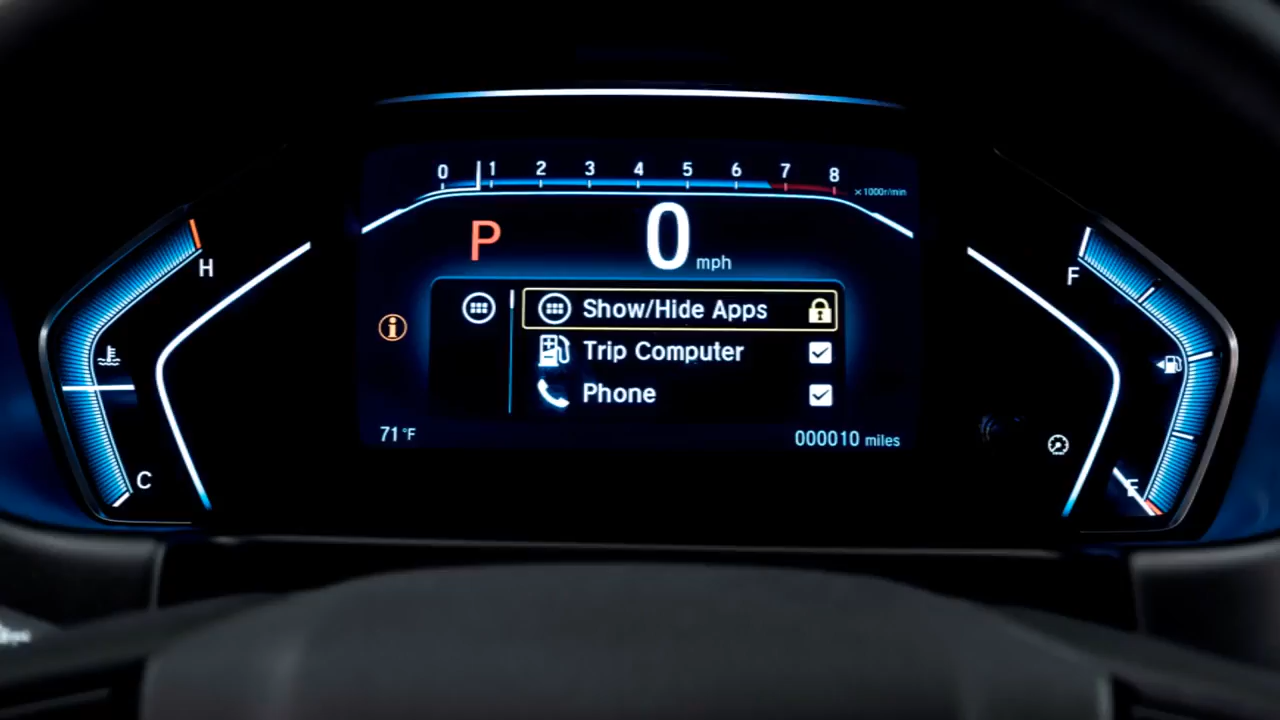 0 1 2 3 4 5 6 7 8
×1000r/min
P 0 mph
H
F
Show/Hide Apps
Trip Computer
Phone
71°F
000010 miles
C
E